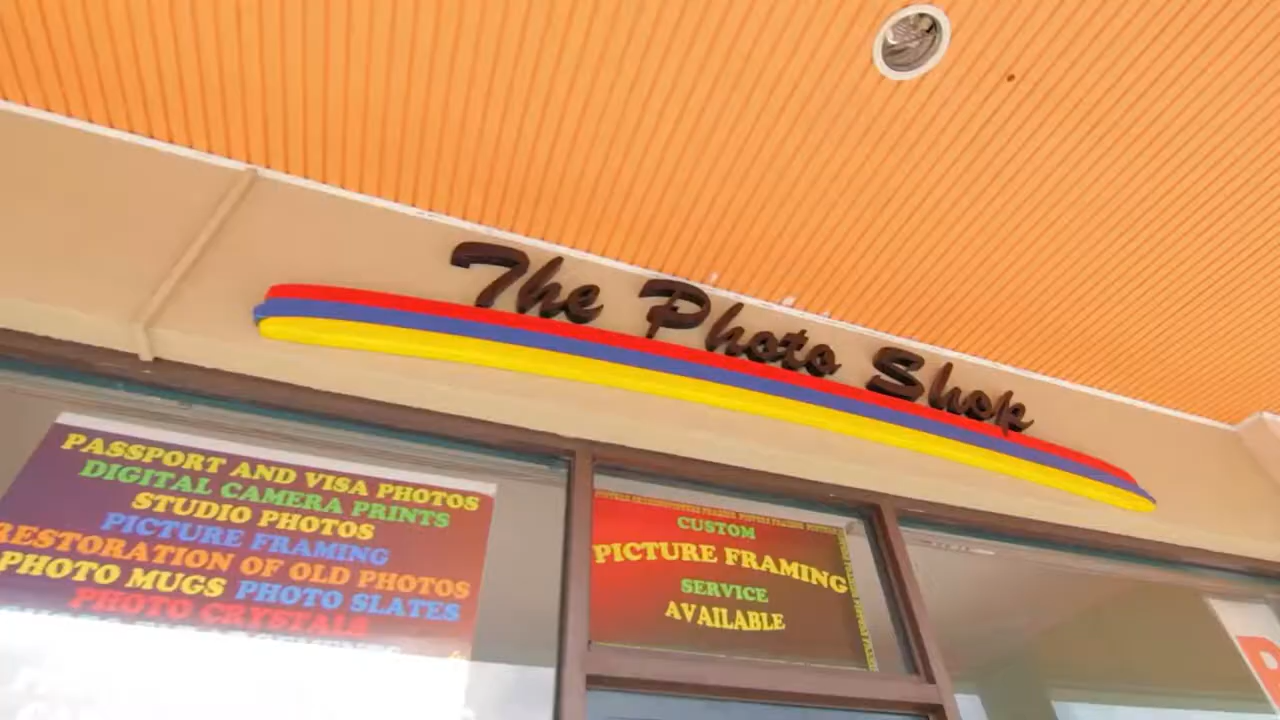 The Photo Shop
PASSPORT AND VISA PHOTOS
DIGITAL CAMERA PRINTS
STUDIO PHOTOS
PICTURE FRAMING
RESTORATION OF OLD PHOTOS
PHOTO MUGS PHOTO SLATES
PHOTO CRYSTALS
CUSTOM
PICTURE FRAMING
SERVICE
AVAILABLE